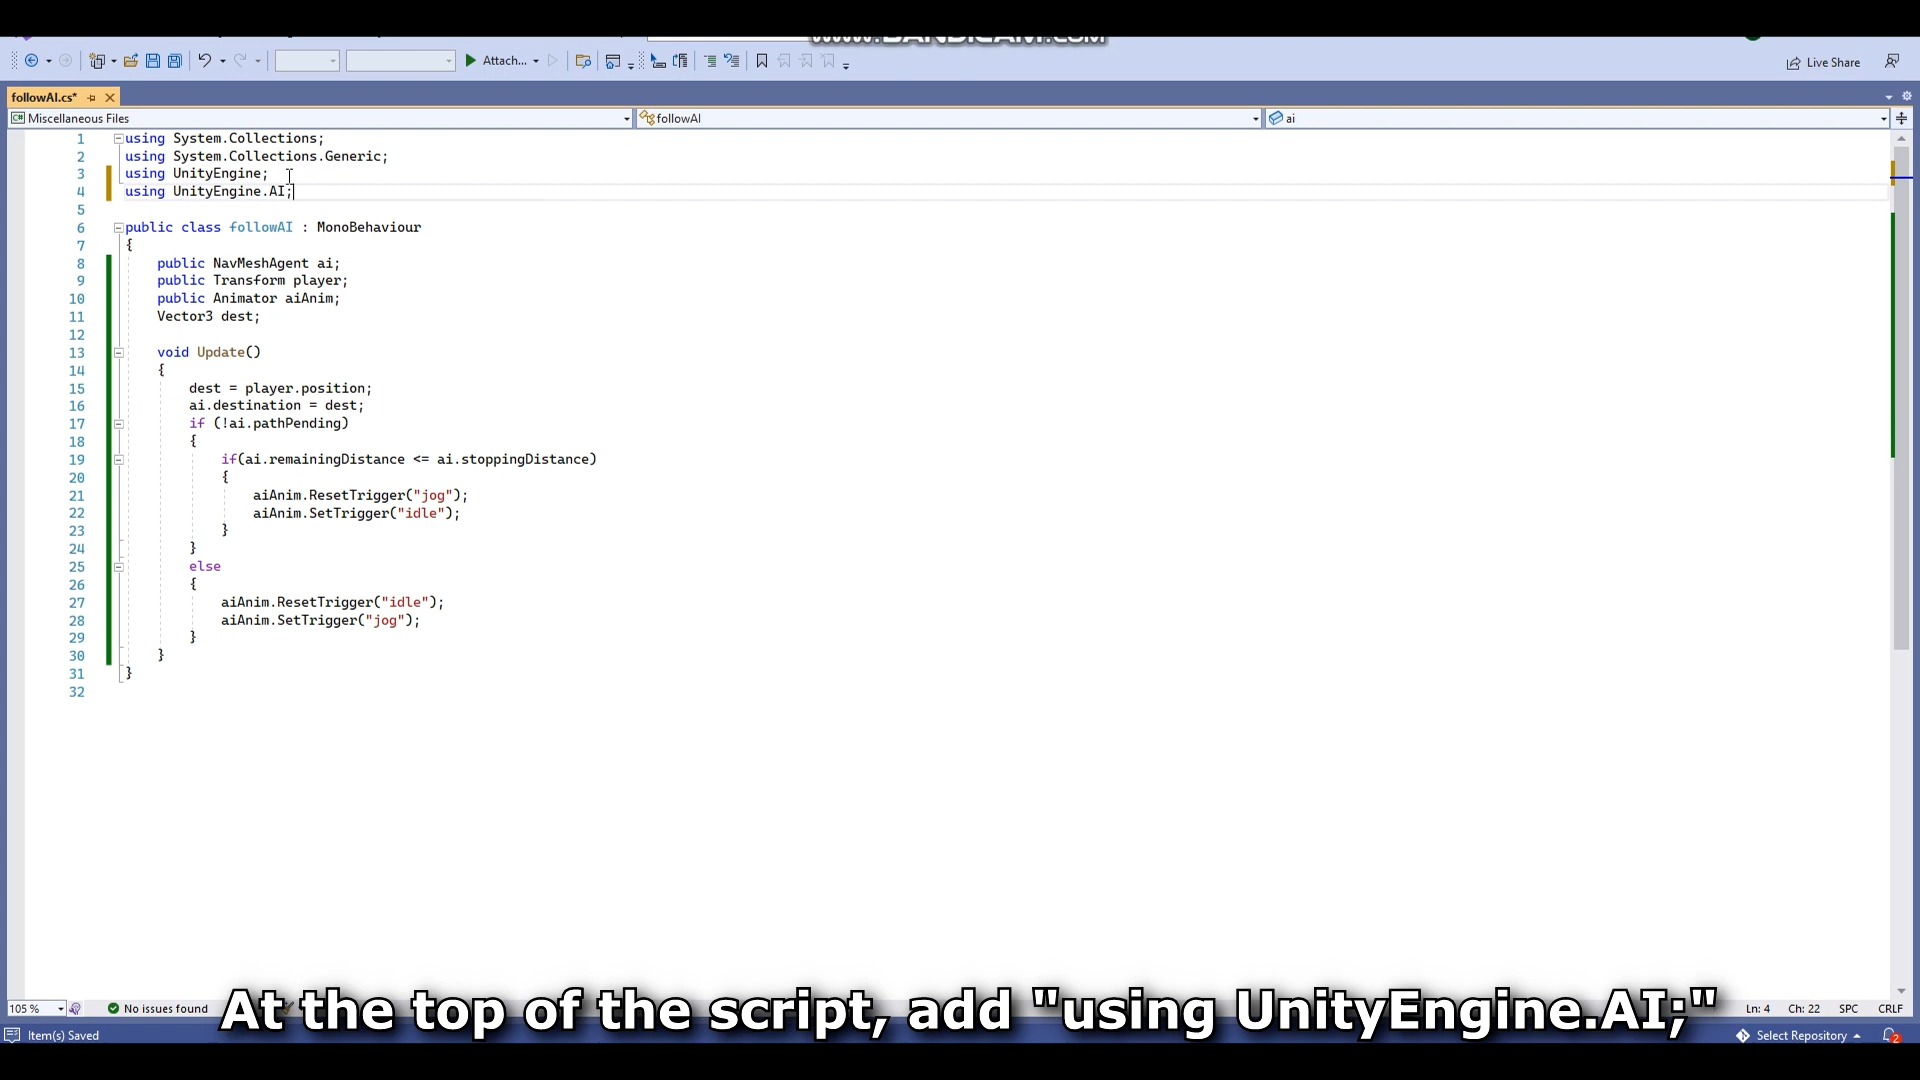 www.BANDICAM.com
Attach...
Live Share
followAI.cs*
Miscellaneous Files
followAI
ai
1 using System.Collections;
2 using System.Collections.Generic;
3 using UnityEngine;
4 using UnityEngine.AI;
5
6 public class followAI : MonoBehaviour
7 {
8 public NavMeshAgent ai;
9 public Transform player;
10 public Animator aiAnim;
11 Vector3 dest;
12
13 void Update()
14 {
15 dest = player.position;
16 ai.destination = dest;
17 if (!ai.pathPending)
18 {
19 if(ai.remainingDistance <= ai.stoppingDistance)
20 {
21 aiAnim.ResetTrigger("jog");
22 aiAnim.SetTrigger("idle");
23 }
24 }
25 else
26 {
27 aiAnim.ResetTrigger("idle");
28 aiAnim.SetTrigger("jog");
29 }
30 }
31 }
32
105 %
No issues found
At the top of the script, add "using UnityEngine.AI;"
Ln: 4 Ch: 22 SPC CRLF
Item(s) Saved
Select Repository
2